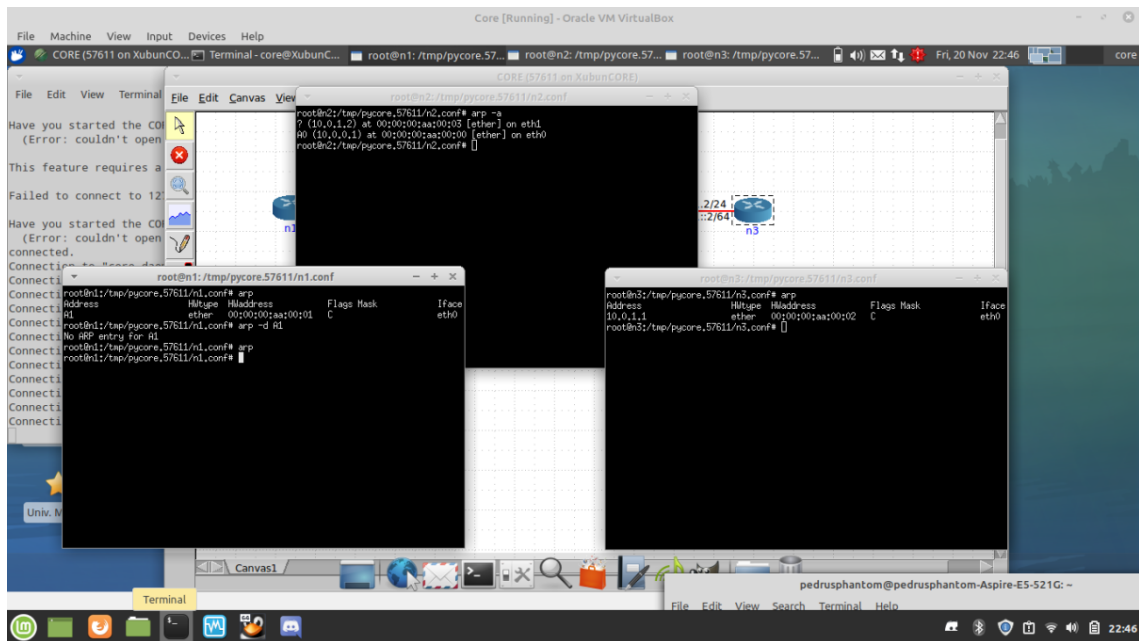 Core [Running] - Oracle VM VirtualBox
File Machine View Input Devices Help
CORE (57611 on XubunCO... Terminal - core@XubunC... root@n1: /tmp/pycore.57... root@n2: /tmp/pycore.57... root@n3: /tmp/pycore.57... Fri, 20 Nov 22:46 core
CORE (57611 on XubunCORE)
File Edit View Terminal
File Edit Canvas View
Have you started the COR
(Error: couldn't open
This feature requires a
Failed to connect to 127
Have you started the COR
(Error: couldn't open
connected.
Connection to "core-dae
Connecti
Connecti
Connecti
Connecti
Connecti
Connecti
Connecti
Connecti
Connecti
Connecti
Connecti
root@n2: /tmp/pycore.57611/n2.conf
root@n2:/tmp/pycore.57611/n2.conf# arp -a
? (10.0.1.2) at 00:00:00:aa:00:03 [ether] on eth1
A0 (10.0.0.1) at 00:00:00:aa:00:00 [ether] on eth0
root@n2:/tmp/pycore.57611/n2.conf#
n1
.2/24
::2/64
n3
root@n1: /tmp/pycore.57611/n1.conf
root@n1:/tmp/pycore.57611/n1.conf# arp
Address HWtype HWaddress Flags Mask Iface
A1 ether 00:00:00:aa:00:01 C eth0
root@n1:/tmp/pycore.57611/n1.conf# arp -d A1
No ARP entry for A1
root@n1:/tmp/pycore.57611/n1.conf# arp
root@n1:/tmp/pycore.57611/n1.conf#
root@n3: /tmp/pycore.57611/n3.conf
root@n3:/tmp/pycore.57611/n3.conf# arp
Address HWtype HWaddress Flags Mask Iface
10.0.1.1 ether 00:00:00:aa:00:02 C eth0
root@n3:/tmp/pycore.57611/n3.conf#
Univ. M
Canvas1
pedrusphantom@pedrusphantom-Aspire-E5-521G: ~
File Edit View Search Terminal Help
Terminal
22:46